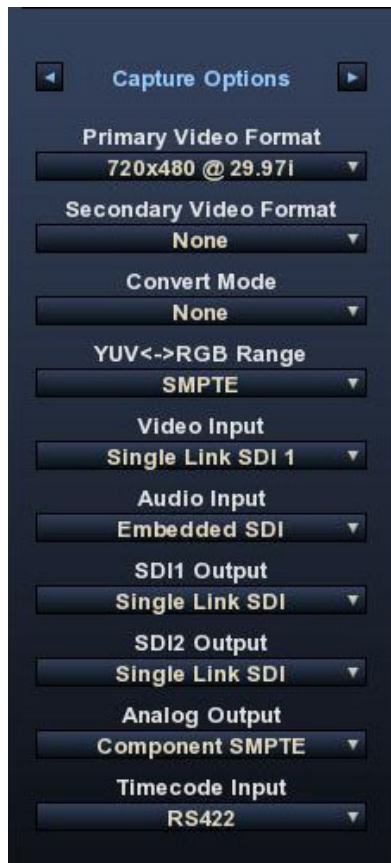 Capture Options
Primary Video Format
720x480 @ 29.97i
Secondary Video Format
None
Convert Mode
None
YUV<->RGB Range
SMPTE
Video Input
Single Link SDI 1
Audio Input
Embedded SDI
SDI1 Output
Single Link SDI
SDI2 Output
Single Link SDI
Analog Output
Component SMPTE
Timecode Input
RS422